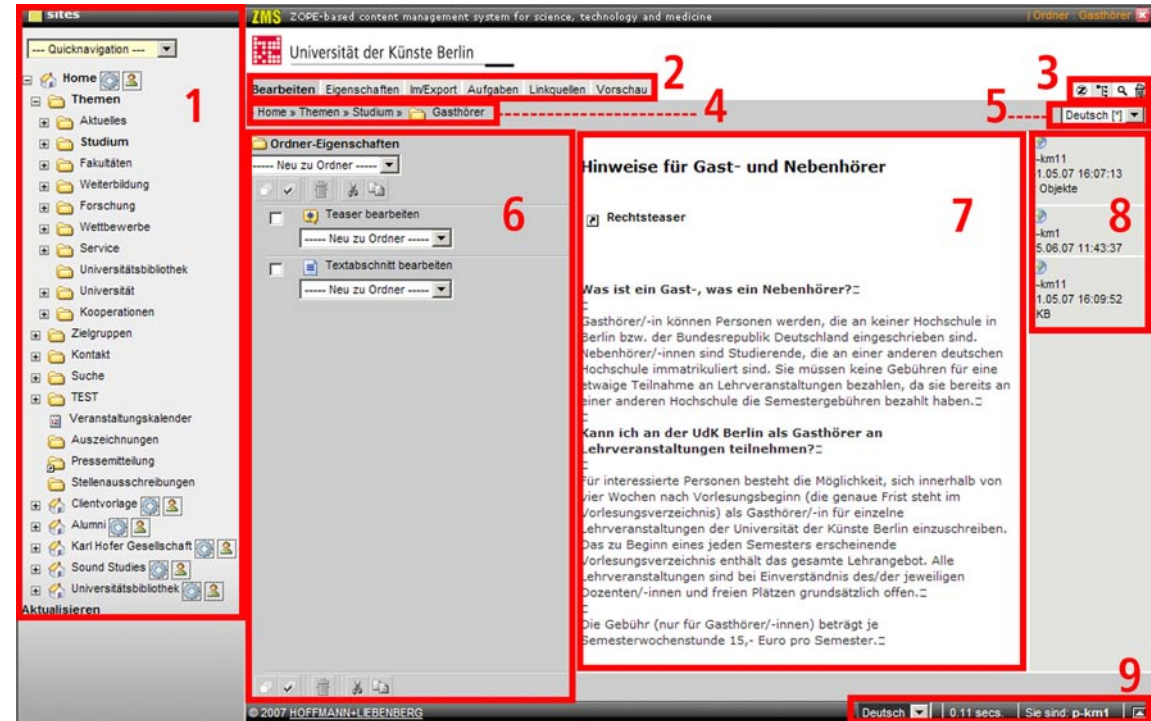 sites
--- Quicknavigation ---
Home
Themen
Aktuelles
Studium
Fakultäten
Weiterbildung
Forschung
Wettbewerbe
Service
Universitätsbibliothek
Universität
Kooperationen
Zielgruppen
Kontakt
Suche
TEST
Veranstaltungskalender
Auszeichnungen
Pressemitteilung
Stellenausschreibungen
Clientvorlage
Alumni
Karl Hofer Gesellschaft
Sound Studies
Universitätsbibliothek
Aktualisieren
1
ZMS ZOPE-based content management system for science, technology and medicine
[Ordner : Gasthörer
Universität der Künste Berlin
2
3
Bearbeiten Eigenschaften Im/Export Aufgaben Linkquellen Vorschau
Home » Themen » Studium » Gasthörer
4
5
Deutsch [*]
Ordner-Eigenschaften
----- Neu zu Ordner -----
Teaser bearbeiten
----- Neu zu Ordner -----
Textabschnitt bearbeiten
----- Neu zu Ordner -----
6
Hinweise für Gast- und Nebenhörer
7
Rechtsteaser
Was ist ein Gast-, was ein Nebenhörer?
Gasthörer/-in können Personen werden, die an keiner Hochschule in
Berlin bzw. der Bundesrepublik Deutschland eingeschrieben sind.
Nebenhörer/-innen sind Studierende, die an einer anderen deutschen
Hochschule immatrikuliert sind. Sie müssen keine Gebühren für eine
etwaige Teilnahme an Lehrveranstaltungen bezahlen, da sie bereits an
einer anderen Hochschule die Semestergebühren bezahlt haben.
Kann ich an der UdK Berlin als Gasthörer an
Lehrveranstaltungen teilnehmen?
Für interessierte Personen besteht die Möglichkeit, sich innerhalb von
vier Wochen nach Vorlesungsbeginn (die genaue Frist steht im
Vorlesungsverzeichnis) als Gasthörer/-in für einzelne
Lehrveranstaltungen der Universität der Künste Berlin einzuschreiben.
Das zu Beginn eines jeden Semesters erscheinende
Vorlesungsverzeichnis enthält das gesamte Lehrangebot. Alle
Lehrveranstaltungen sind bei Einverständnis des/der jeweiligen
Dozenten/-innen und freien Plätzen grundsätzlich offen.
Die Gebühr (nur für Gasthörer/-innen) beträgt je
Semesterwochenstunde 15,- Euro pro Semester.
-km11
1.05.07 16:07:13
Objekte
8
-km1
5.06.07 11:43:37
-km11
1.05.07 16:09:52
KB
9
© 2007 HOFFMANN+LIEBENBERG
Deutsch
0.11 secs.
Sie sind: p-km1